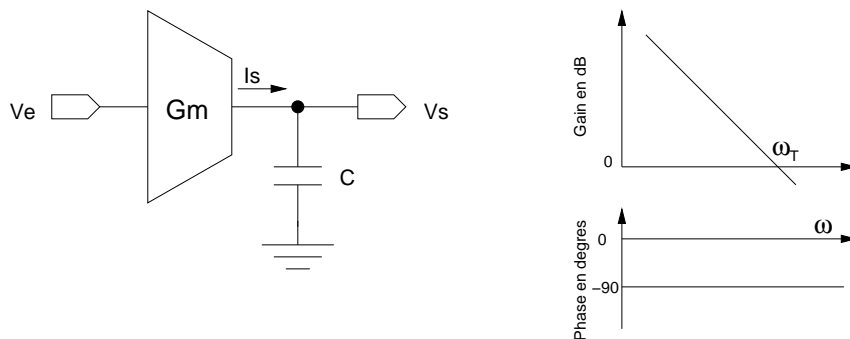 Ve
Gm
Is
Vs
C
Gain en dB
0
ωT
Phase en degres
0
ω
−90